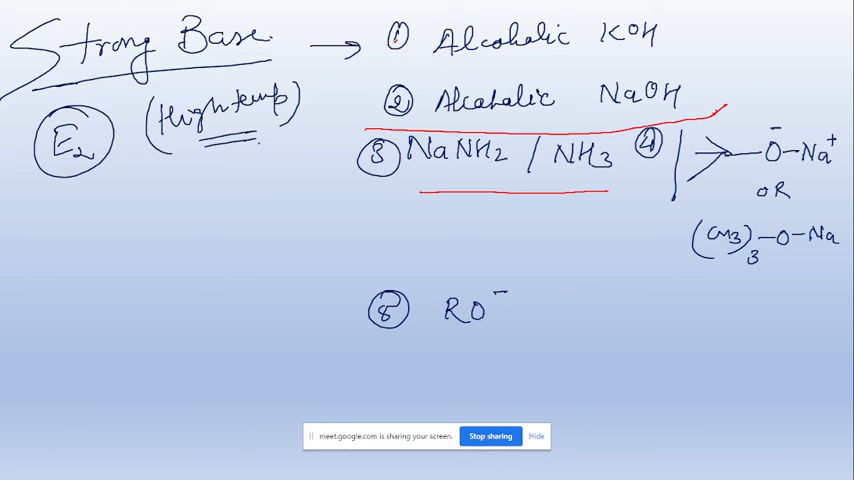 Strong Base → ① Alcoholic KOH
E2 (High temp) ② Alcoholic NaOH
③ NaNH2 / NH3 ④ O⁻–Na⁺
OR
(CH3)3–O–Na
⑤ RO⁻
meet.google.com is sharing your screen. Stop sharing Hide